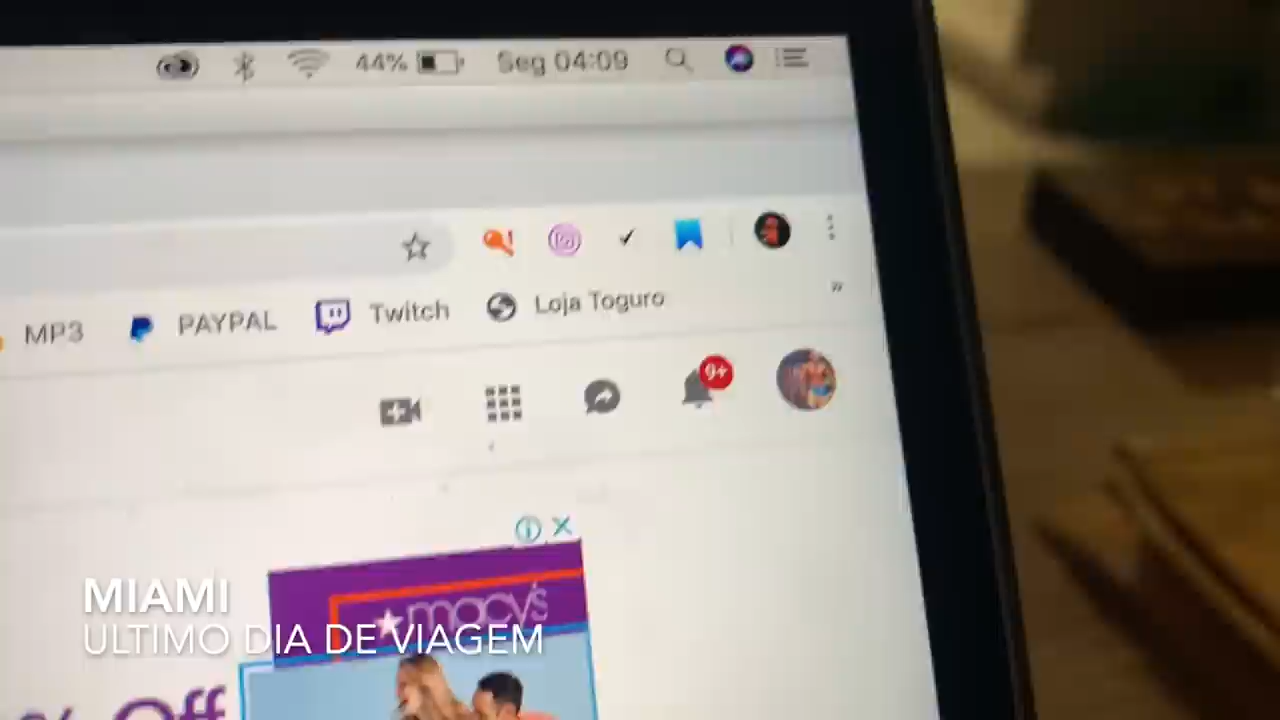 44% Seg 04:09
MP3 PAYPAL Twitch Loja Toguro
»
9+
macy's
MIAMI
ULTIMO DIA DE VIAGEM
% Off